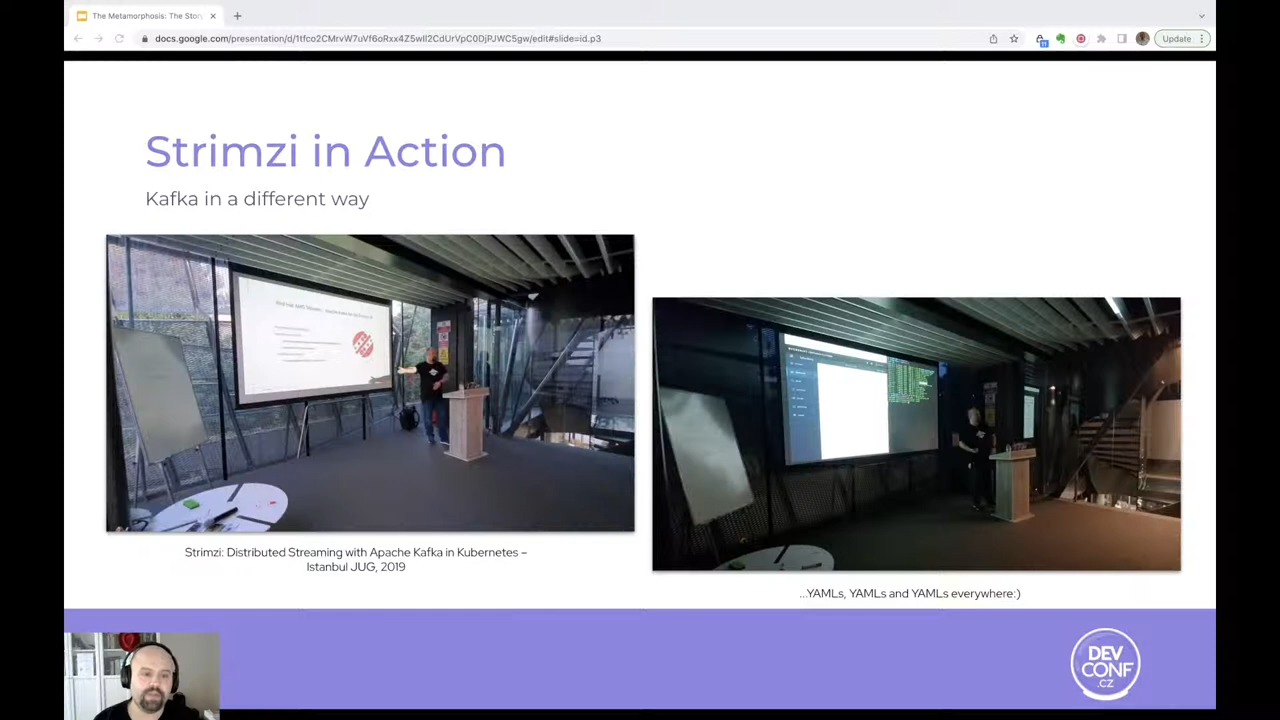 The Metamorphosis: The Stor
docs.google.com/presentation/d/1tfco2CMrvW7uVf6oRxx4Z5wIl2CdUrVpC0DjPJWC5gw/edit#slide=id.p3
Update
Strimzi in Action
Kafka in a different way
Strimzi: Distributed Streaming with Apache Kafka in Kubernetes –
Istanbul JUG, 2019
...YAMLs, YAMLs and YAMLs everywhere:)
DEV
CONF
.CZ